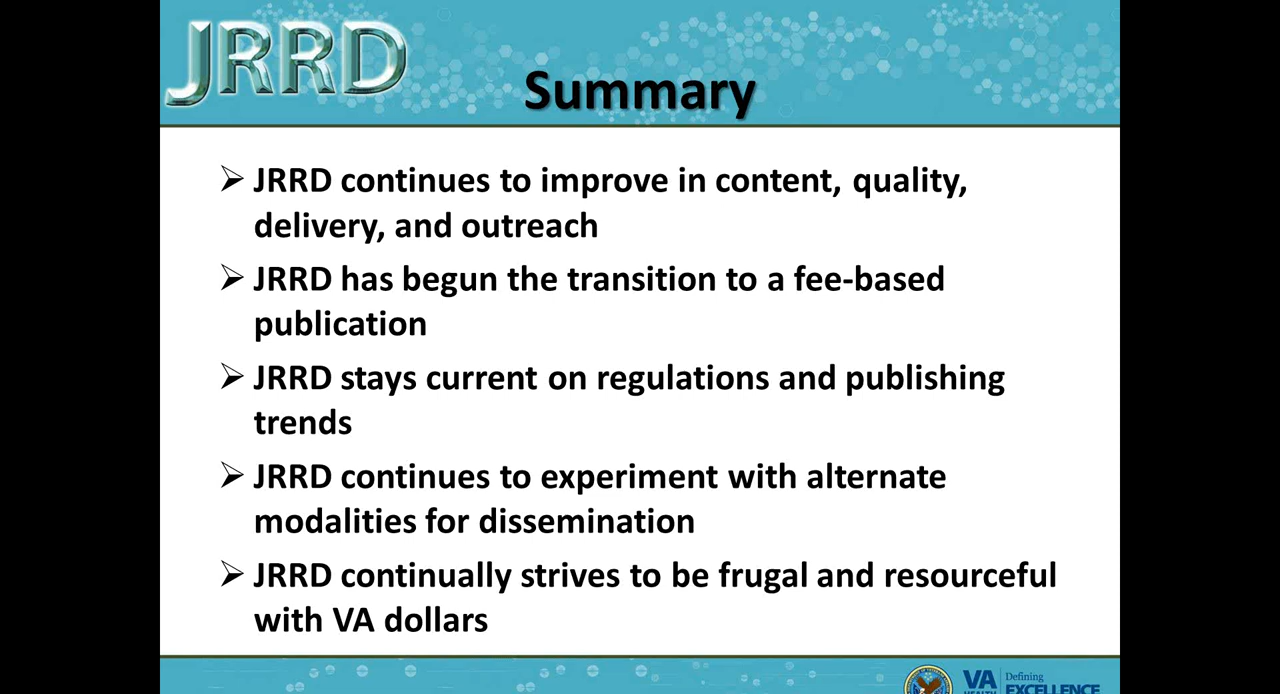 JRRD
Summary
JRRD continues to improve in content, quality,
delivery, and outreach
JRRD has begun the transition to a fee-based
publication
JRRD stays current on regulations and publishing
trends
JRRD continues to experiment with alternate
modalities for dissemination
JRRD continually strives to be frugal and resourceful
with VA dollars
VA
HEALTH
Defining
EXCELLENCE